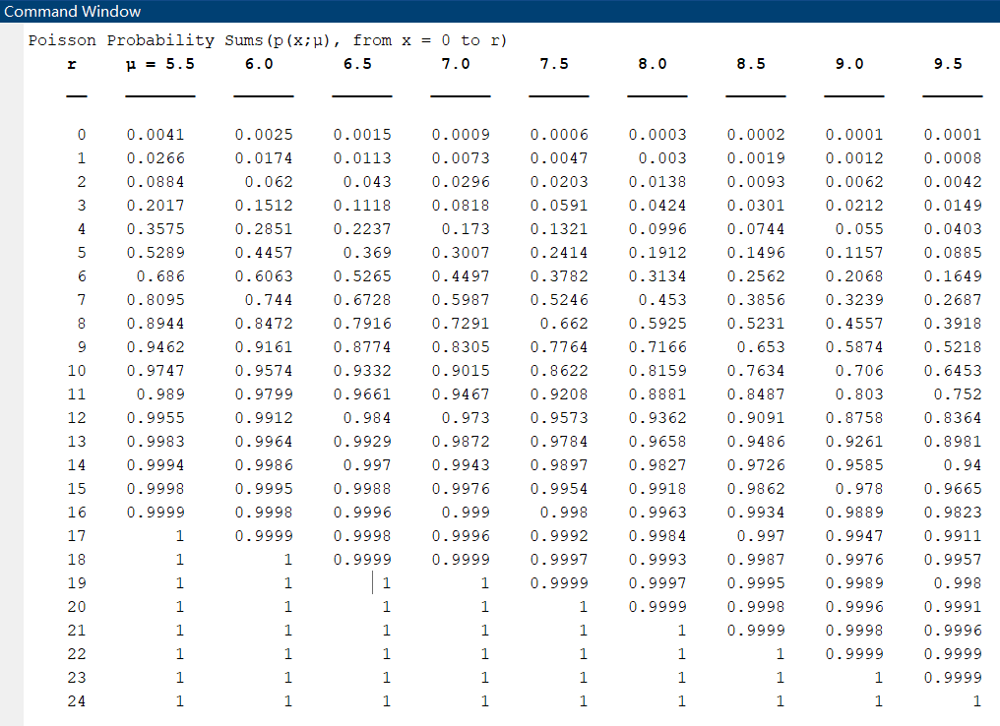 Command Window
Poisson Probability Sums(p(x;μ), from x = 0 to r)
r μ = 5.5 6.0 6.5 7.0 7.5 8.0 8.5 9.0 9.5
0 0.0041 0.0025 0.0015 0.0009 0.0006 0.0003 0.0002 0.0001 0.0001
1 0.0266 0.0174 0.0113 0.0073 0.0047 0.003 0.0019 0.0012 0.0008
2 0.0884 0.062 0.043 0.0296 0.0203 0.0138 0.0093 0.0062 0.0042
3 0.2017 0.1512 0.1118 0.0818 0.0591 0.0424 0.0301 0.0212 0.0149
4 0.3575 0.2851 0.2237 0.173 0.1321 0.0996 0.0744 0.055 0.0403
5 0.5289 0.4457 0.369 0.3007 0.2414 0.1912 0.1496 0.1157 0.0885
6 0.686 0.6063 0.5265 0.4497 0.3782 0.3134 0.2562 0.2068 0.1649
7 0.8095 0.744 0.6728 0.5987 0.5246 0.453 0.3856 0.3239 0.2687
8 0.8944 0.8472 0.7916 0.7291 0.662 0.5925 0.5231 0.4557 0.3918
9 0.9462 0.9161 0.8774 0.8305 0.7764 0.7166 0.653 0.5874 0.5218
10 0.9747 0.9574 0.9332 0.9015 0.8622 0.8159 0.7634 0.706 0.6453
11 0.989 0.9799 0.9661 0.9467 0.9208 0.8881 0.8487 0.803 0.752
12 0.9955 0.9912 0.984 0.973 0.9573 0.9362 0.9091 0.8758 0.8364
13 0.9983 0.9964 0.9929 0.9872 0.9784 0.9658 0.9486 0.9261 0.8981
14 0.9994 0.9986 0.997 0.9943 0.9897 0.9827 0.9726 0.9585 0.94
15 0.9998 0.9995 0.9988 0.9976 0.9954 0.9918 0.9862 0.978 0.9665
16 0.9999 0.9998 0.9996 0.999 0.998 0.9963 0.9934 0.9889 0.9823
17 1 0.9999 0.9998 0.9996 0.9992 0.9984 0.997 0.9947 0.9911
18 1 1 0.9999 0.9999 0.9997 0.9993 0.9987 0.9976 0.9957
19 1 1 1 1 0.9999 0.9997 0.9995 0.9989 0.998
20 1 1 1 1 1 0.9999 0.9998 0.9996 0.9991
21 1 1 1 1 1 1 0.9999 0.9998 0.9996
22 1 1 1 1 1 1 1 0.9999 0.9999
23 1 1 1 1 1 1 1 1 0.9999
24 1 1 1 1 1 1 1 1 1